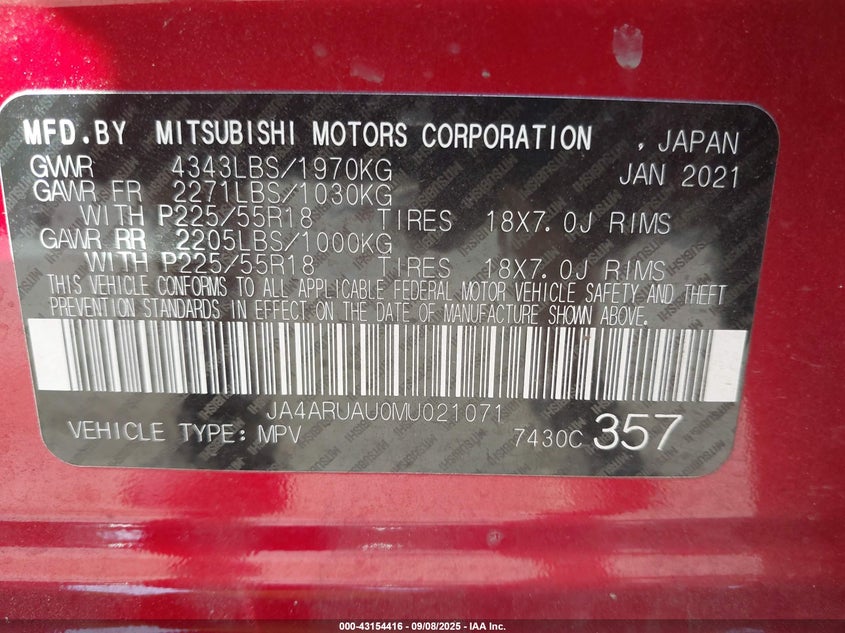 MFD.BY MITSUBISHI MOTORS CORPORATION , JAPAN
GVWR 4343LBS/1970KG JAN 2021
GAWR FR 2271LBS/1030KG
WITH P225/55R18 TIRES 18X7.0J RIMS
GAWR RR 2205LBS/1000KG
WITH P225/55R18 TIRES 18X7.0J RIMS
THIS VEHICLE CONFORMS TO ALL APPLICABLE FEDERAL MOTOR VEHICLE SAFETY AND THEFT
PREVENTION STANDARDS IN EFFECT ON THE DATE OF MANUFACTURE SHOWN ABOVE.
JA4ARUAU0MU021071
VEHICLE TYPE: MPV 7430C 357
000-43154416 - 09/08/2025 - IAA Inc.